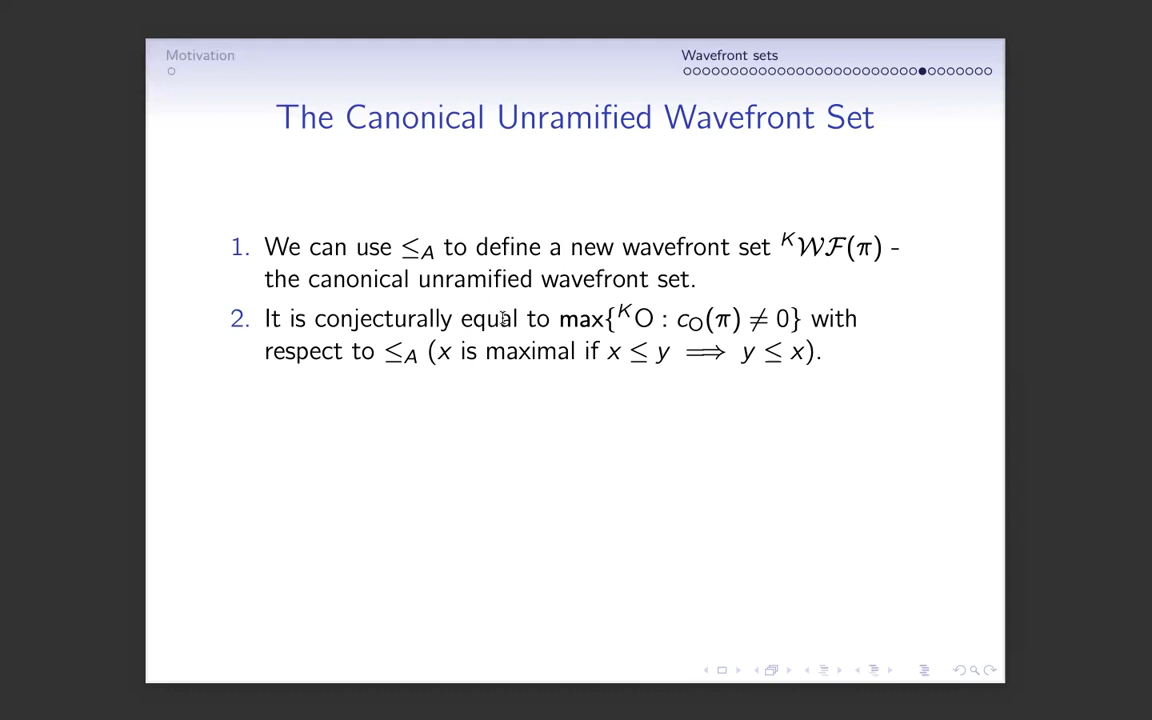 Motivation
Wavefront sets
The Canonical Unramified Wavefront Set
1. We can use ≤_A to define a new wavefront set ^K𝒲ℱ(π) -
the canonical unramified wavefront set.
2. It is conjecturally equal to max{^KO : c_O(π) ≠ 0} with
respect to ≤_A (x is maximal if x ≤ y ⟹ y ≤ x).